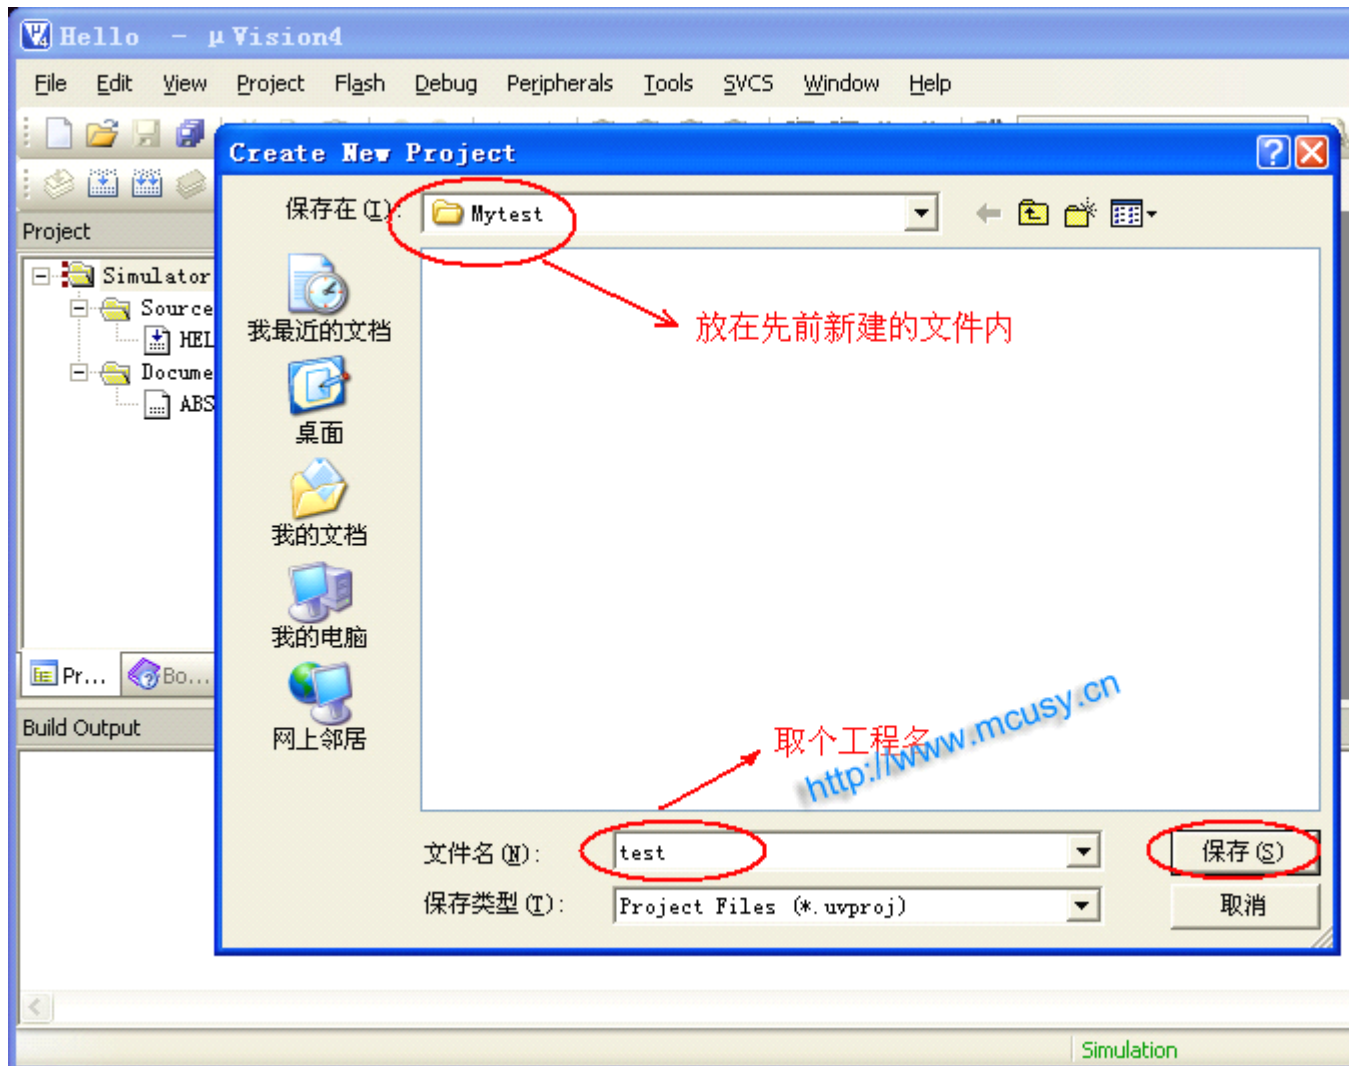 Hello - μVision4
File Edit View Project Flash Debug Peripherals Tools SVCS Window Help
Create New Project
保存在(I):
Mytest
Project
Simulator
Source
HEL
Docume
ABS
我最近的文档
桌面
我的文档
我的电脑
网上邻居
放在先前新建的文件内
取个工程名
http://www.mcusy.cn
Pr... Bo...
Build Output
文件名(N):
test
保存(S)
保存类型(T):
Project Files (*.uvproj)
取消
Simulation